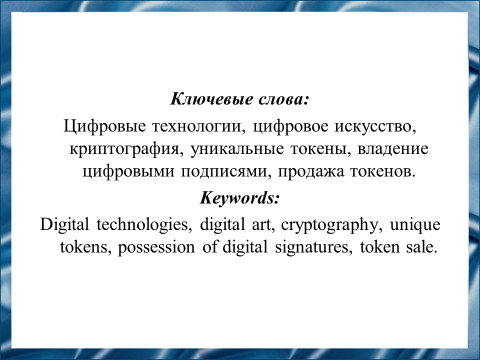 Ключевые слова:
Цифровые технологии, цифровое искусство,
криптография, уникальные токены, владение
цифровыми подписями, продажа токенов.
Keywords:
Digital technologies, digital art, cryptography, unique
tokens, possession of digital signatures, token sale.